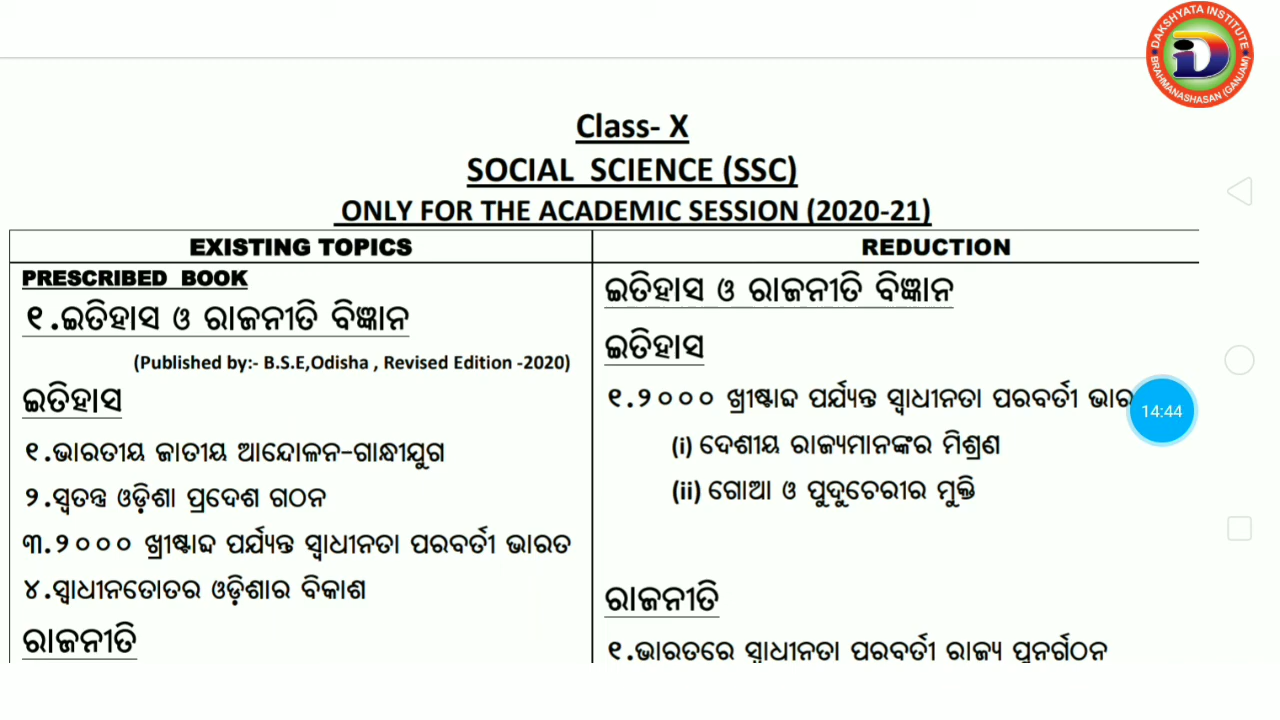 DAKSHYATA INSTITUTE
BRAHMANASHASAN (GANJAM)
Class- X
SOCIAL SCIENCE (SSC)
ONLY FOR THE ACADEMIC SESSION (2020-21)
EXISTING TOPICS
PRESCRIBED BOOK
୧.ଇତିହାସ ଓ ରାଜନୀତି ବିଜ୍ଞାନ
(Published by:- B.S.E,Odisha , Revised Edition -2020)
ଇତିହାସ
୧.ଭାରତୀୟ ଜାତୀୟ ଆନ୍ଦୋଳନ-ଗାନ୍ଧୀଯୁଗ
୨.ସ୍ୱତନ୍ତ୍ର ଓଡ଼ିଶା ପ୍ରଦେଶ ଗଠନ
୩.୨୦୦୦ ଖ୍ରୀଷ୍ଟାବ୍ଦ ପର୍ଯ୍ୟନ୍ତ ସ୍ୱାଧୀନତା ପରବର୍ତୀ ଭାରତ
୪.ସ୍ୱାଧୀନତୋତର ଓଡ଼ିଶାର ବିକାଶ
ରାଜନୀତି
REDUCTION
ଇତିହାସ ଓ ରାଜନୀତି ବିଜ୍ଞାନ
ଇତିହାସ
୧.୨୦୦୦ ଖ୍ରୀଷ୍ଟାବ୍ଦ ପର୍ଯ୍ୟନ୍ତ ସ୍ୱାଧୀନତା ପରବର୍ତୀ ଭାର
(i) ଦେଶୀୟ ରାଜ୍ୟମାନଙ୍କର ମିଶ୍ରଣ
(ii) ଗୋଆ ଓ ପୁଦୁଚେରୀର ମୁକ୍ତି
ରାଜନୀତି
୧.ଭାରତରେ ସ୍ୱାଧୀନତା ପରବର୍ତୀ ରାଜ୍ୟ ପୁନର୍ଗଠନ
14:44